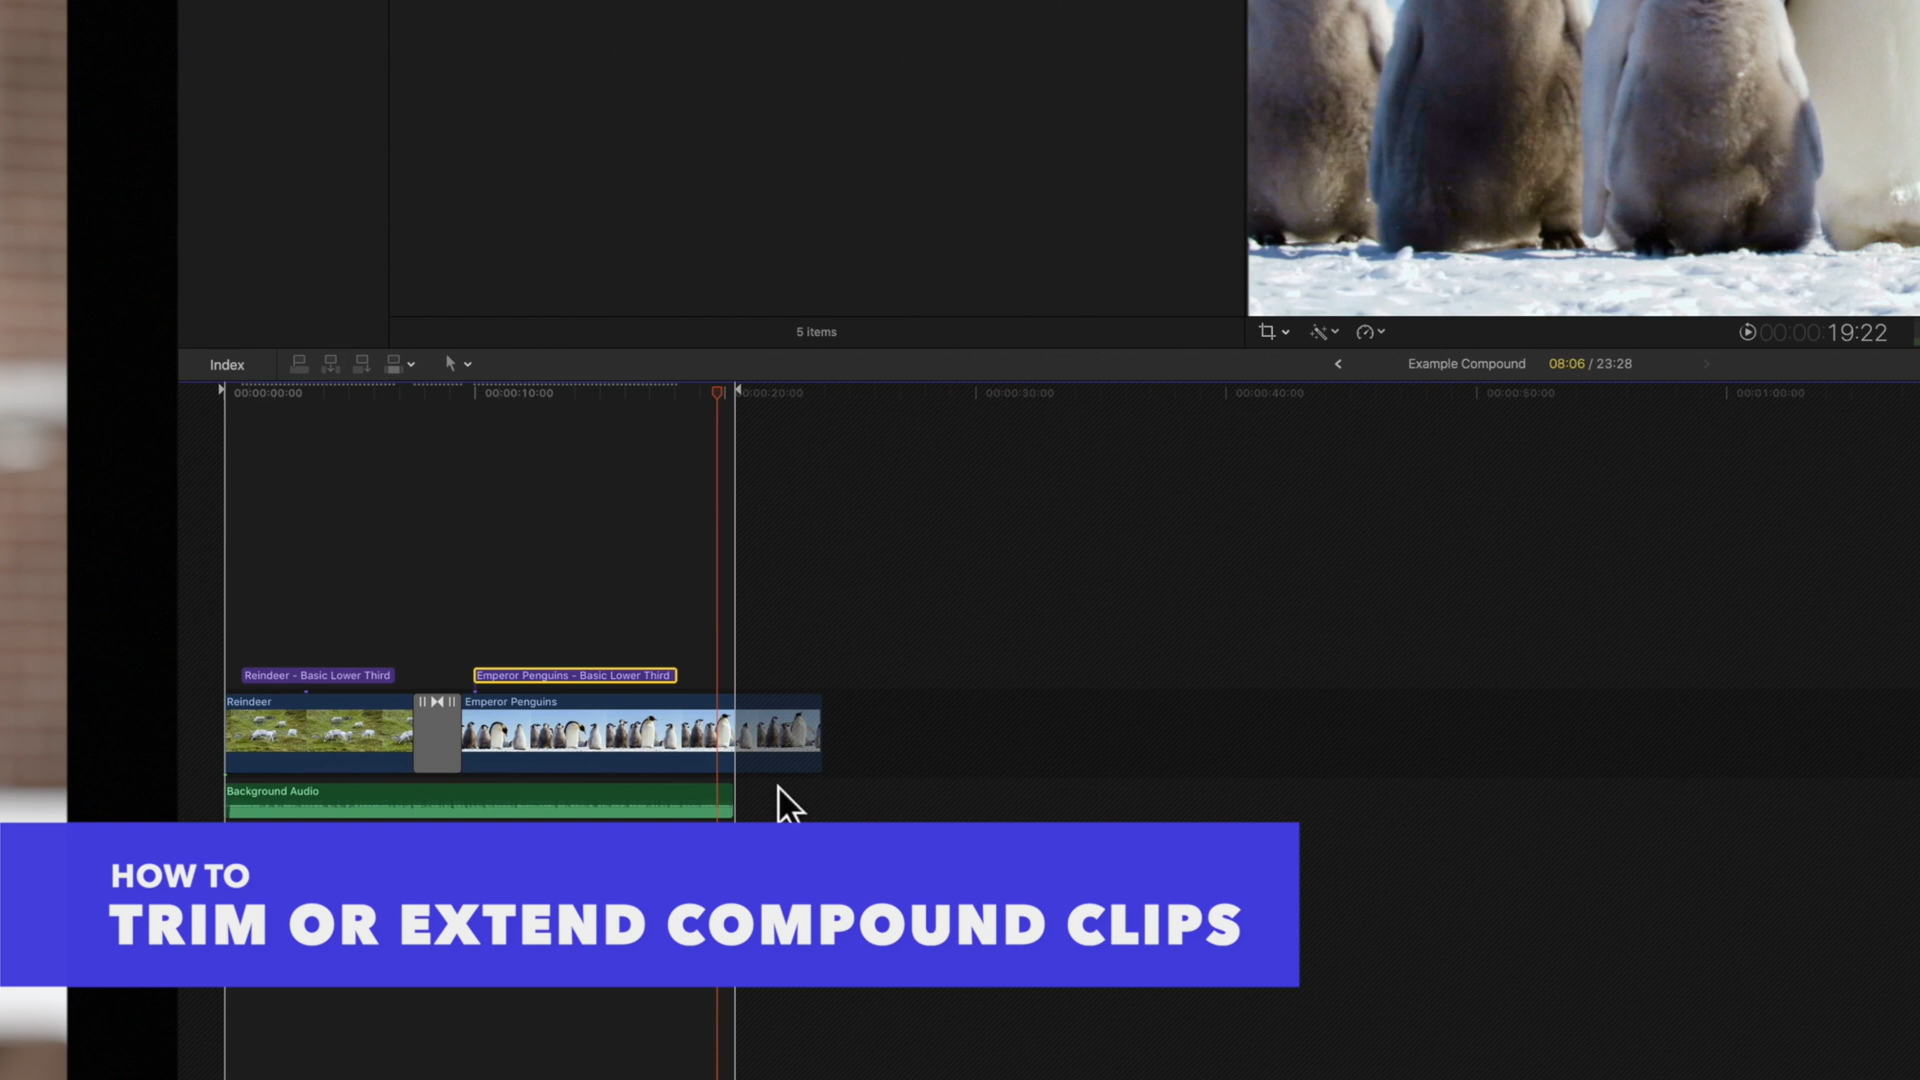 5 items
00:00:00:19:22
Index
Example Compound
08:06 / 23:28
00:00:00:00
00:00:10:00
00:00:20:00
00:00:30:00
00:00:40:00
00:00:50:00
00:01:00:00
Reindeer - Basic Lower Third
Emperor Penguins - Basic Lower Third
Reindeer
Emperor Penguins
Background Audio
HOW TO
TRIM OR EXTEND COMPOUND CLIPS